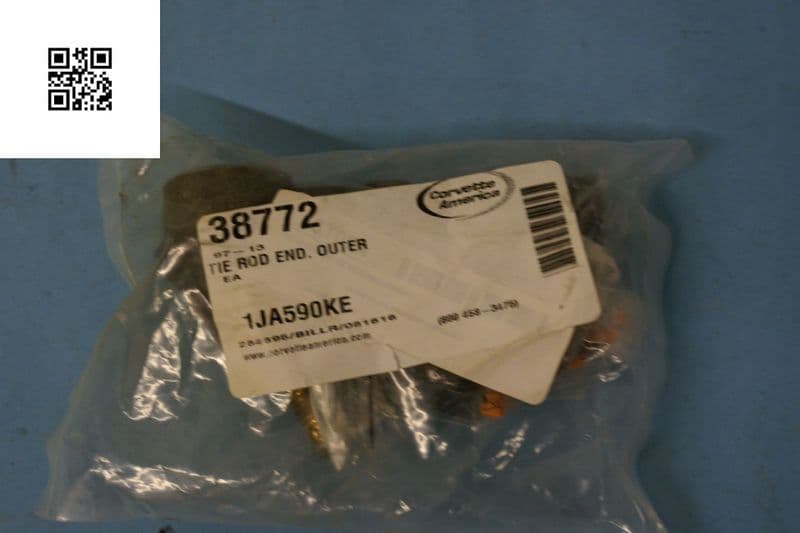 38772
Corvette
America
97-13
TIE ROD END. OUTER
EA
1JA590KE
(800 458-3475)
www.corvetteamerica.com